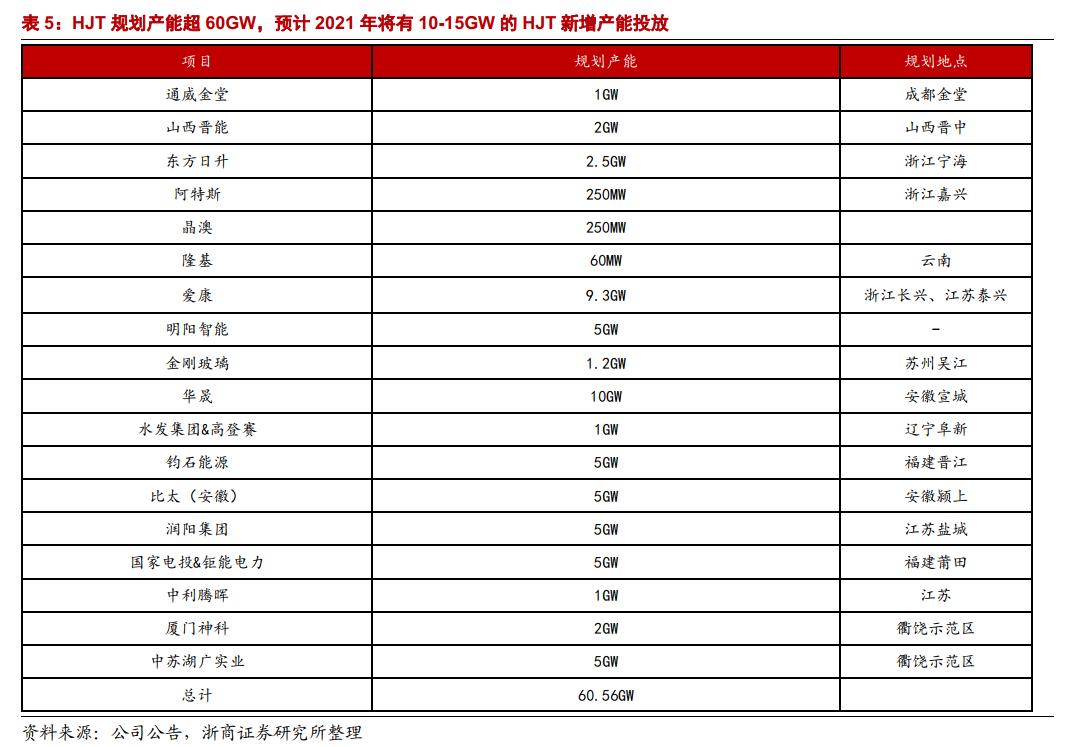 表 5：HJT 规划产能超 60GW，预计 2021 年将有 10-15GW 的 HJT 新增产能投放
项目 规划产能 规划地点
通威金堂 1GW 成都金堂
山西晋能 2GW 山西晋中
东方日升 2.5GW 浙江宁海
阿特斯 250MW 浙江嘉兴
晶澳 250MW
隆基 60MW 云南
爱康 9.3GW 浙江长兴、江苏泰兴
明阳智能 5GW -
金刚玻璃 1.2GW 苏州吴江
华晟 10GW 安徽宣城
水发集团&高登赛 1GW 辽宁阜新
钧石能源 5GW 福建晋江
比太（安徽） 5GW 安徽颍上
润阳集团 5GW 江苏盐城
国家电投&钜能电力 5GW 福建莆田
中利腾晖 1GW 江苏
厦门神科 2GW 衢饶示范区
中苏湖广实业 5GW 衢饶示范区
总计 60.56GW
资料来源：公司公告，浙商证券研究所整理